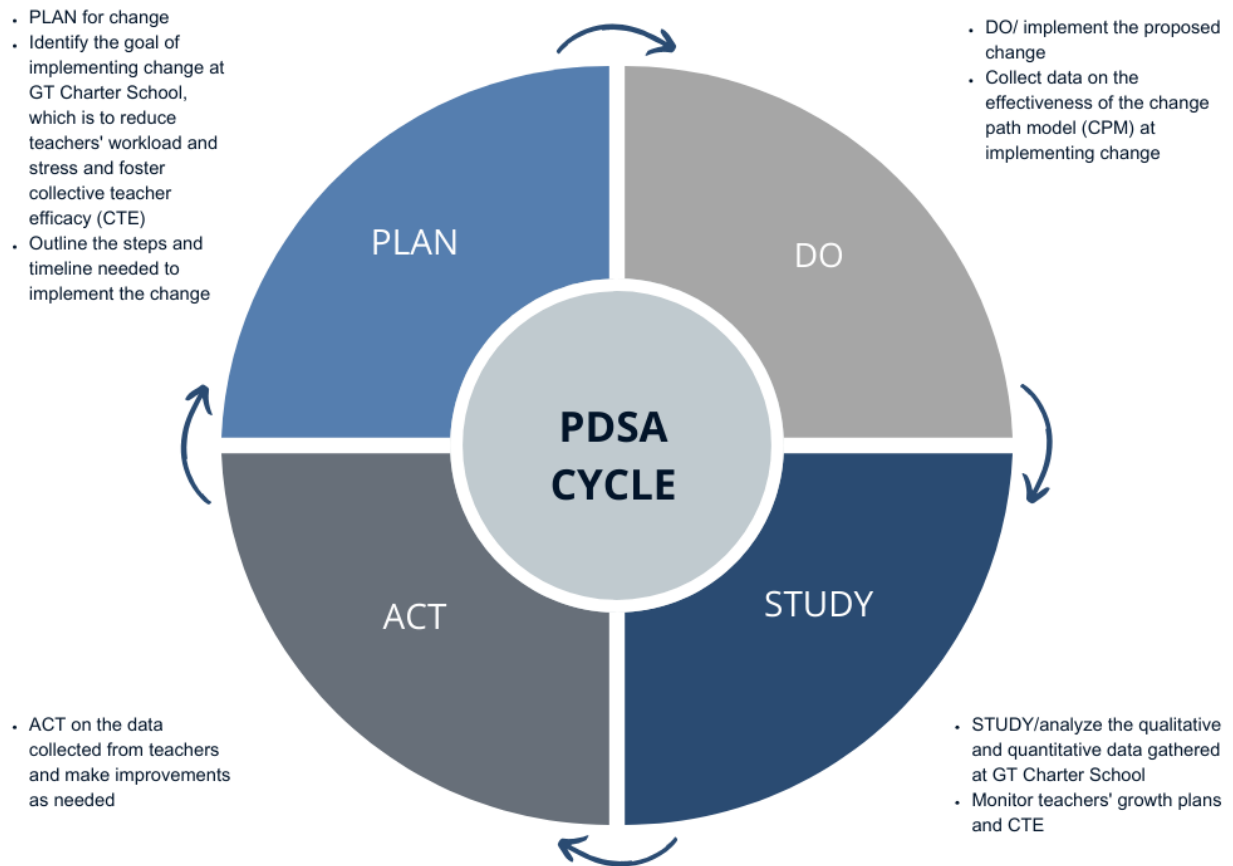 • PLAN for change
• Identify the goal of
implementing change at
GT Charter School,
which is to reduce
teachers' workload and
stress and foster
collective teacher
efficacy (CTE)
• Outline the steps and
timeline needed to
implement the change
• DO/ implement the proposed
change
• Collect data on the
effectiveness of the change
path model (CPM) at
implementing change
PLAN
DO
PDSA
CYCLE
ACT
STUDY
• ACT on the data
collected from teachers
and make improvements
as needed
• STUDY/analyze the qualitative
and quantitative data gathered
at GT Charter School
• Monitor teachers' growth plans
and CTE